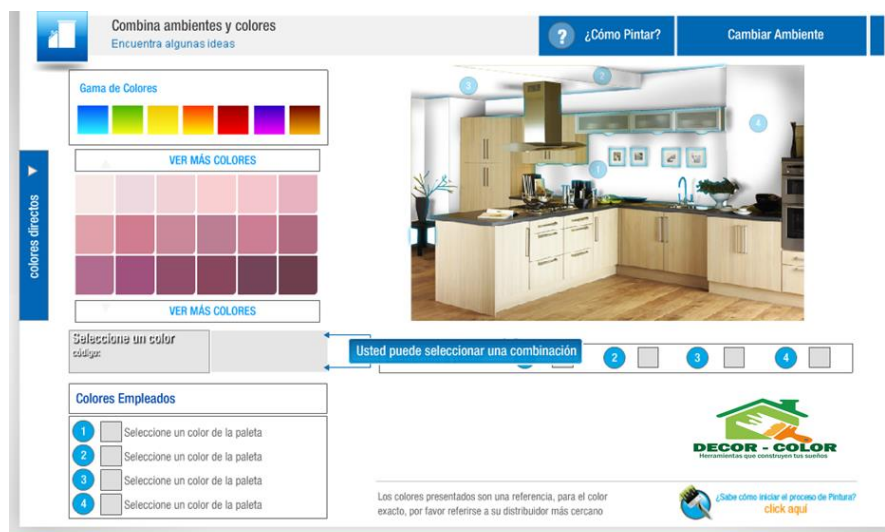 Combina ambientes y colores
Encuentra algunas ideas
?
¿Cómo Pintar?
Cambiar Ambiente
Gama de Colores
VER MÁS COLORES
colores directos
VER MÁS COLORES
3
2
4
1
Seleccione un color
código:
Usted puede seleccionar una combinación
2
3
4
Colores Empleados
1 Seleccione un color de la paleta
2 Seleccione un color de la paleta
3 Seleccione un color de la paleta
4 Seleccione un color de la paleta
DECOR - COLOR
Herramientas que construyen tus sueños
Los colores presentados son una referencia, para el color
exacto, por favor referirse a su distribuidor más cercano
¿Sabe cómo iniciar el proceso de Pintura?
click aquí